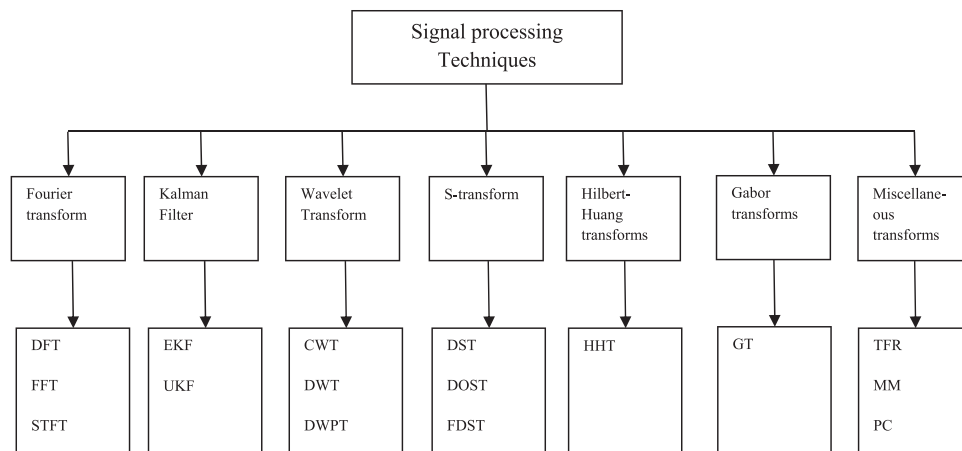 Signal processing
Techniques
Fourier
transform
Kalman
Filter
Wavelet
Transform
S-transform
Hilbert-
Huang
transforms
Gabor
transforms
Miscellane-
ous
transforms
DFT
FFT
STFT
EKF
UKF
CWT
DWT
DWPT
DST
DOST
FDST
HHT
GT
TFR
MM
PC